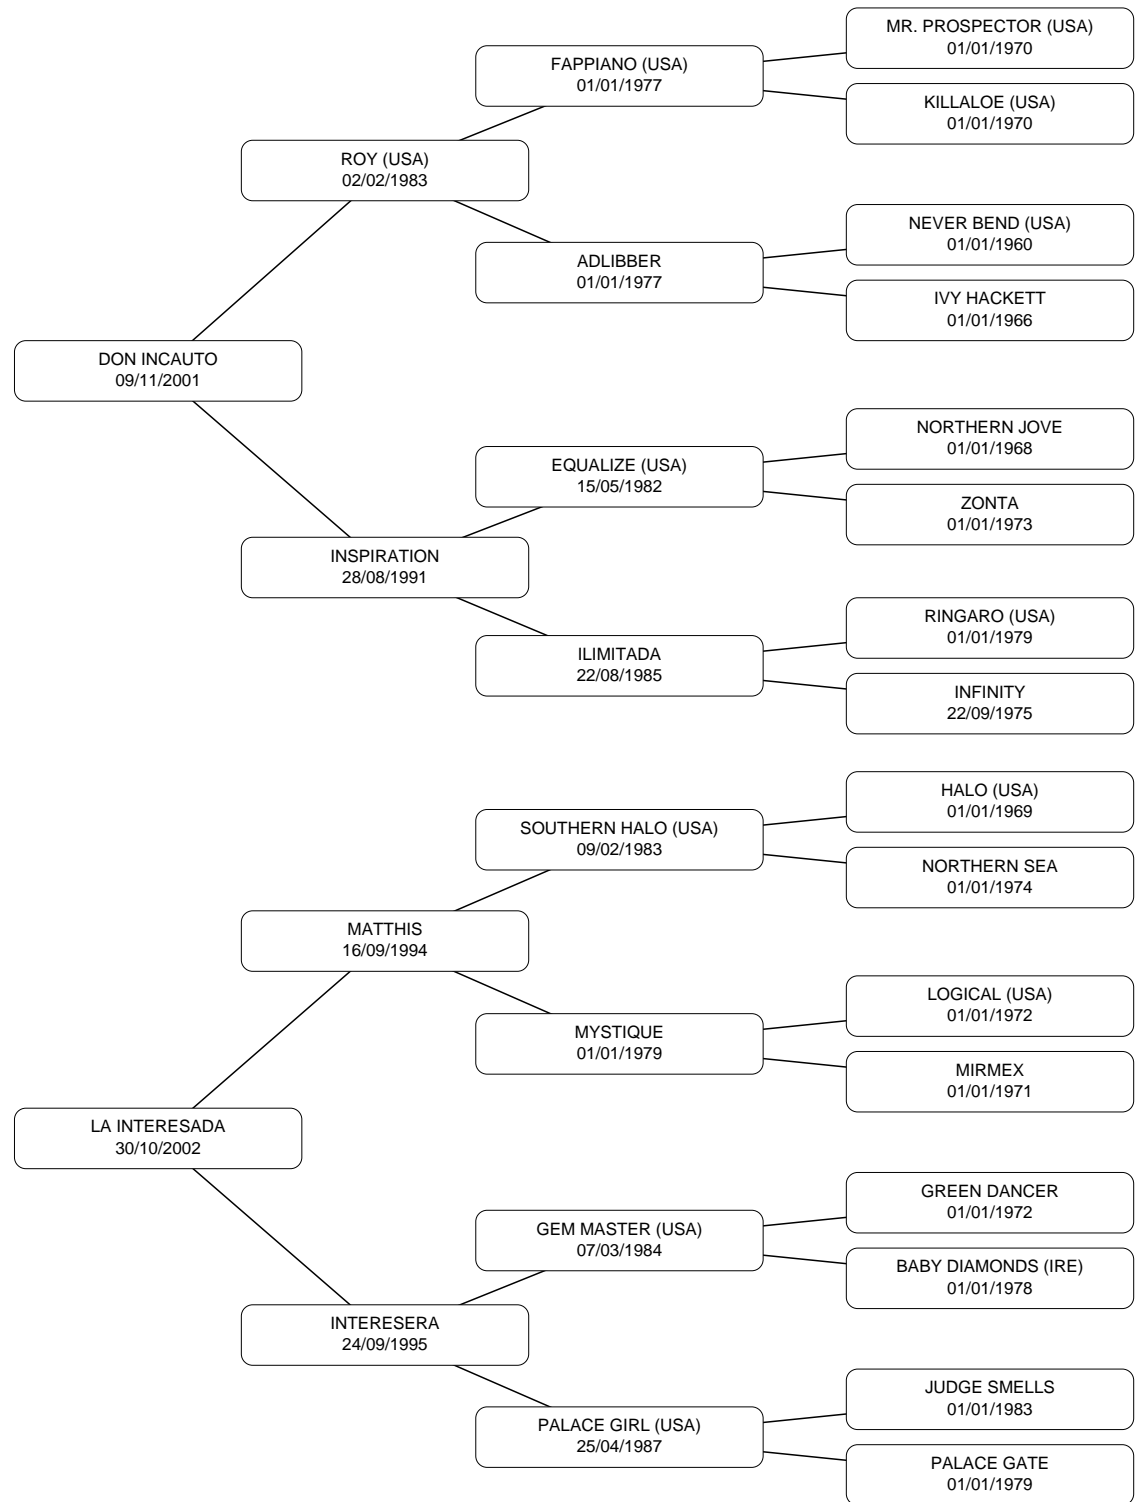 MR. PROSPECTOR (USA)
01/01/1970
FAPPIANO (USA)
01/01/1977
KILLALOE (USA)
01/01/1970
ROY (USA)
02/02/1983
NEVER BEND (USA)
01/01/1960
ADLIBBER
01/01/1977
IVY HACKETT
01/01/1966
DON INCAUTO
09/11/2001
NORTHERN JOVE
01/01/1968
EQUALIZE (USA)
15/05/1982
ZONTA
01/01/1973
INSPIRATION
28/08/1991
RINGARO (USA)
01/01/1979
ILIMITADA
22/08/1985
INFINITY
22/09/1975
HALO (USA)
01/01/1969
SOUTHERN HALO (USA)
09/02/1983
NORTHERN SEA
01/01/1974
MATTHIS
16/09/1994
LOGICAL (USA)
01/01/1972
MYSTIQUE
01/01/1979
MIRMEX
01/01/1971
LA INTERESADA
30/10/2002
GREEN DANCER
01/01/1972
GEM MASTER (USA)
07/03/1984
BABY DIAMONDS (IRE)
01/01/1978
INTERESERA
24/09/1995
JUDGE SMELLS
01/01/1983
PALACE GIRL (USA)
25/04/1987
PALACE GATE
01/01/1979